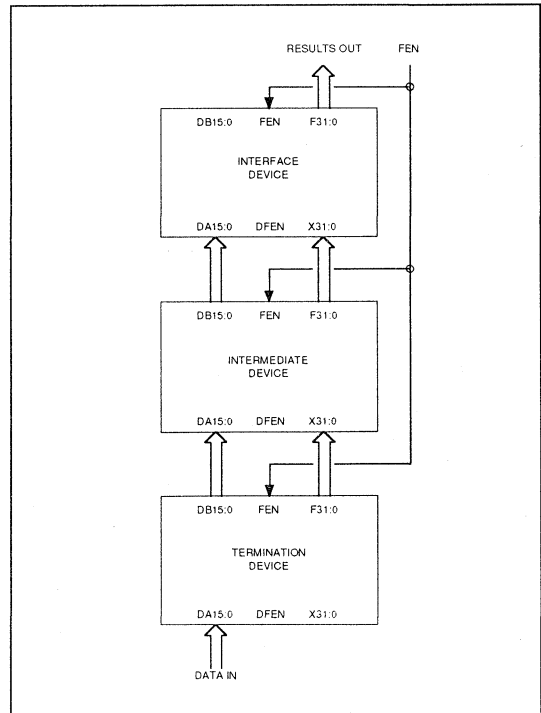 RESULTS OUT FEN
DB15:0 FEN F31:0
INTERFACE
DEVICE
DA15:0 DFEN X31:0
DB15:0 FEN F31:0
INTERMEDIATE
DEVICE
DA15:0 DFEN X31:0
DB15:0 FEN F31:0
TERMINATION
DEVICE
DA15:0 DFEN X31:0
DATA IN